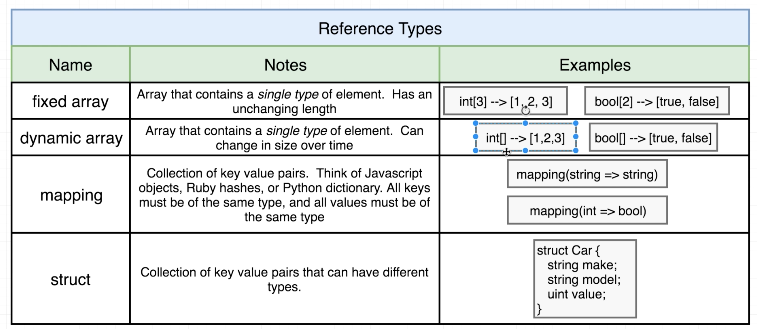 Reference Types
Name
Notes
Examples
fixed array
Array that contains a single type of element.  Has an
unchanging length
int[3] --> [1, 2, 3]
bool[2] --> [true, false]
dynamic array
Array that contains a single type of element.  Can
change in size over time
int[] --> [1,2,3]
bool[] --> [true, false]
mapping
Collection of key value pairs.  Think of Javascript
objects, Ruby hashes, or Python dictionary. All keys
must be of the same type, and all values must be of
the same type
mapping(string => string)
mapping(int => bool)
struct
Collection of key value pairs that can have different
types.
struct Car {
string make;
string model;
uint value;
}